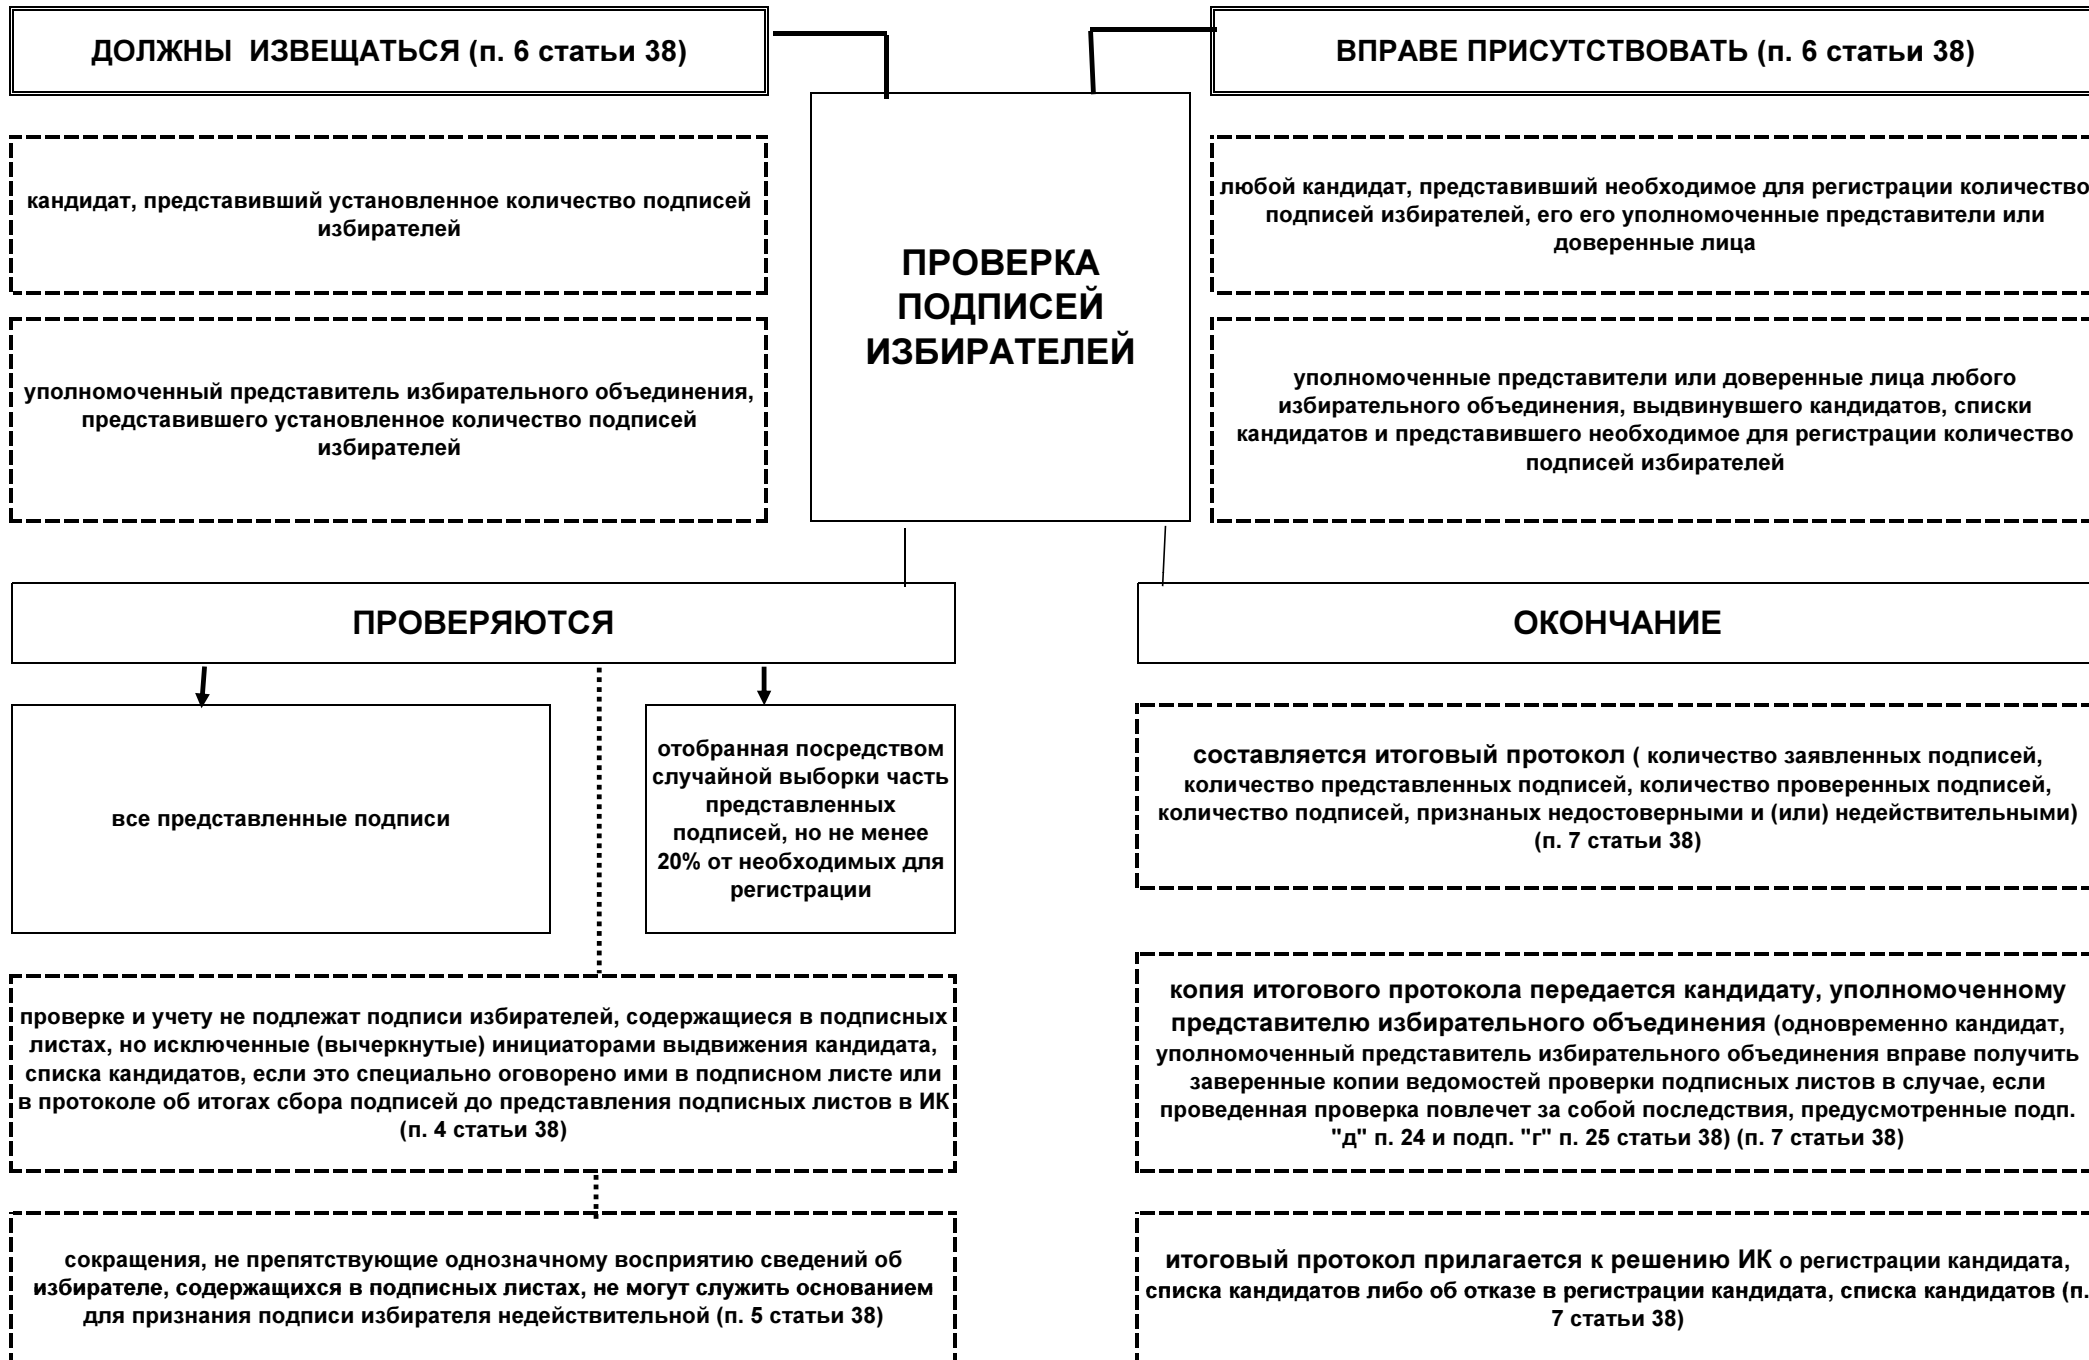 ДОЛЖНЫ ИЗВЕЩАТЬСЯ (п. 6 статьи 38)
ВПРАВЕ ПРИСУТСТВОВАТЬ (п. 6 статьи 38)
кандидат, представивший установленное количество подписей
избирателей
уполномоченный представитель избирательного объединения,
представившего установленное количество подписей
избирателей
ПРОВЕРКА
ПОДПИСЕЙ
ИЗБИРАТЕЛЕЙ
любой кандидат, представивший необходимое для регистрации количество
подписей избирателей, его его уполномоченные представители или
доверенные лица
уполномоченные представители или доверенные лица любого
избирательного объединения, выдвинувшего кандидатов, списки
кандидатов и представившего необходимое для регистрации количество
подписей избирателей
ПРОВЕРЯЮТСЯ
все представленные подписи
отобранная посредством
случайной выборки часть
представленных
подписей, но не менее
20% от необходимых для
регистрации
проверке и учету не подлежат подписи избирателей, содержащиеся в подписных
листах, но исключенные (вычеркнутые) инициаторами выдвижения кандидата,
списка кандидатов, если это специально оговорено ими в подписном листе или
в протоколе об итогах сбора подписей до представления подписных листов в ИК
(п. 4 статьи 38)
сокращения, не препятствующие однозначному восприятию сведений об
избирателе, содержащихся в подписных листах, не могут служить основанием
для признания подписи избирателя недействительной (п. 5 статьи 38)
ОКОНЧАНИЕ
составляется итоговый протокол ( количество заявленных подписей,
количество представленных подписей, количество проверенных подписей,
количество подписей, признаных недостоверными и (или) недействительными)
(п. 7 статьи 38)
копия итогового протокола передается кандидату, уполномоченному
представителю избирательного объединения (одновременно кандидат,
уполномоченный представитель избирательного объединения вправе получить
заверенные копии ведомостей проверки подписных листов в случае, если
проведенная проверка повлечет за собой последствия, предусмотренные подп.
"д" п. 24 и подп. "г" п. 25 статьи 38) (п. 7 статьи 38)
итоговый протокол прилагается к решению ИК о регистрации кандидата,
списка кандидатов либо об отказе в регистрации кандидата, списка кандидатов (п.
7 статьи 38)